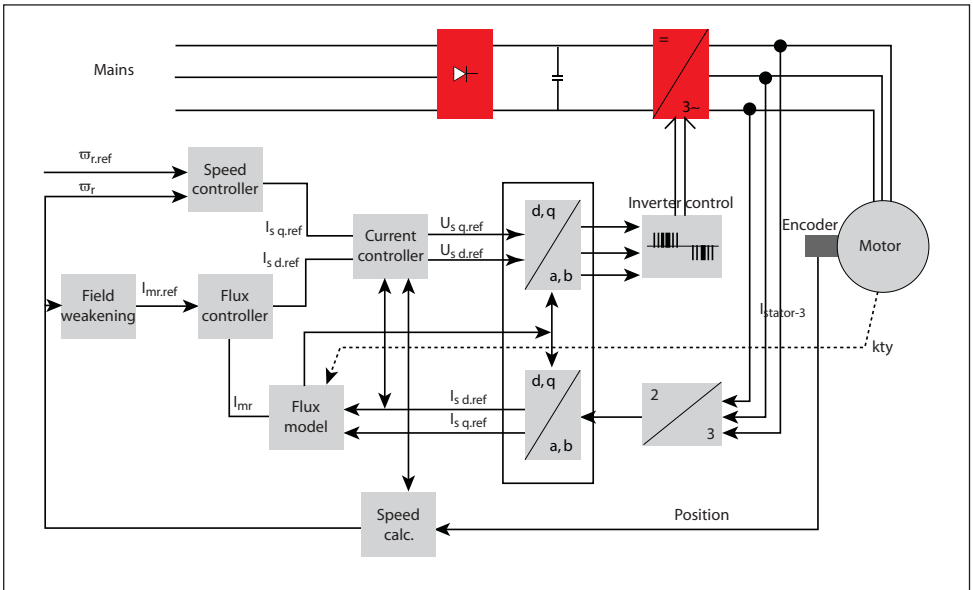 =
Mains
3~
ϖr.ref
Speed
controller
ϖr
Inverter control
d, q
Encoder
Motor
Is q.ref
Us q.ref
Current
controller
Is d.ref
Us d.ref
a, b
Field
weakening
Imr.ref
Flux
controller
Istator-3
kty
d, q
2
Is d.ref
Imr
Flux
model
Is q.ref
3
a, b
Speed
calc.
Position